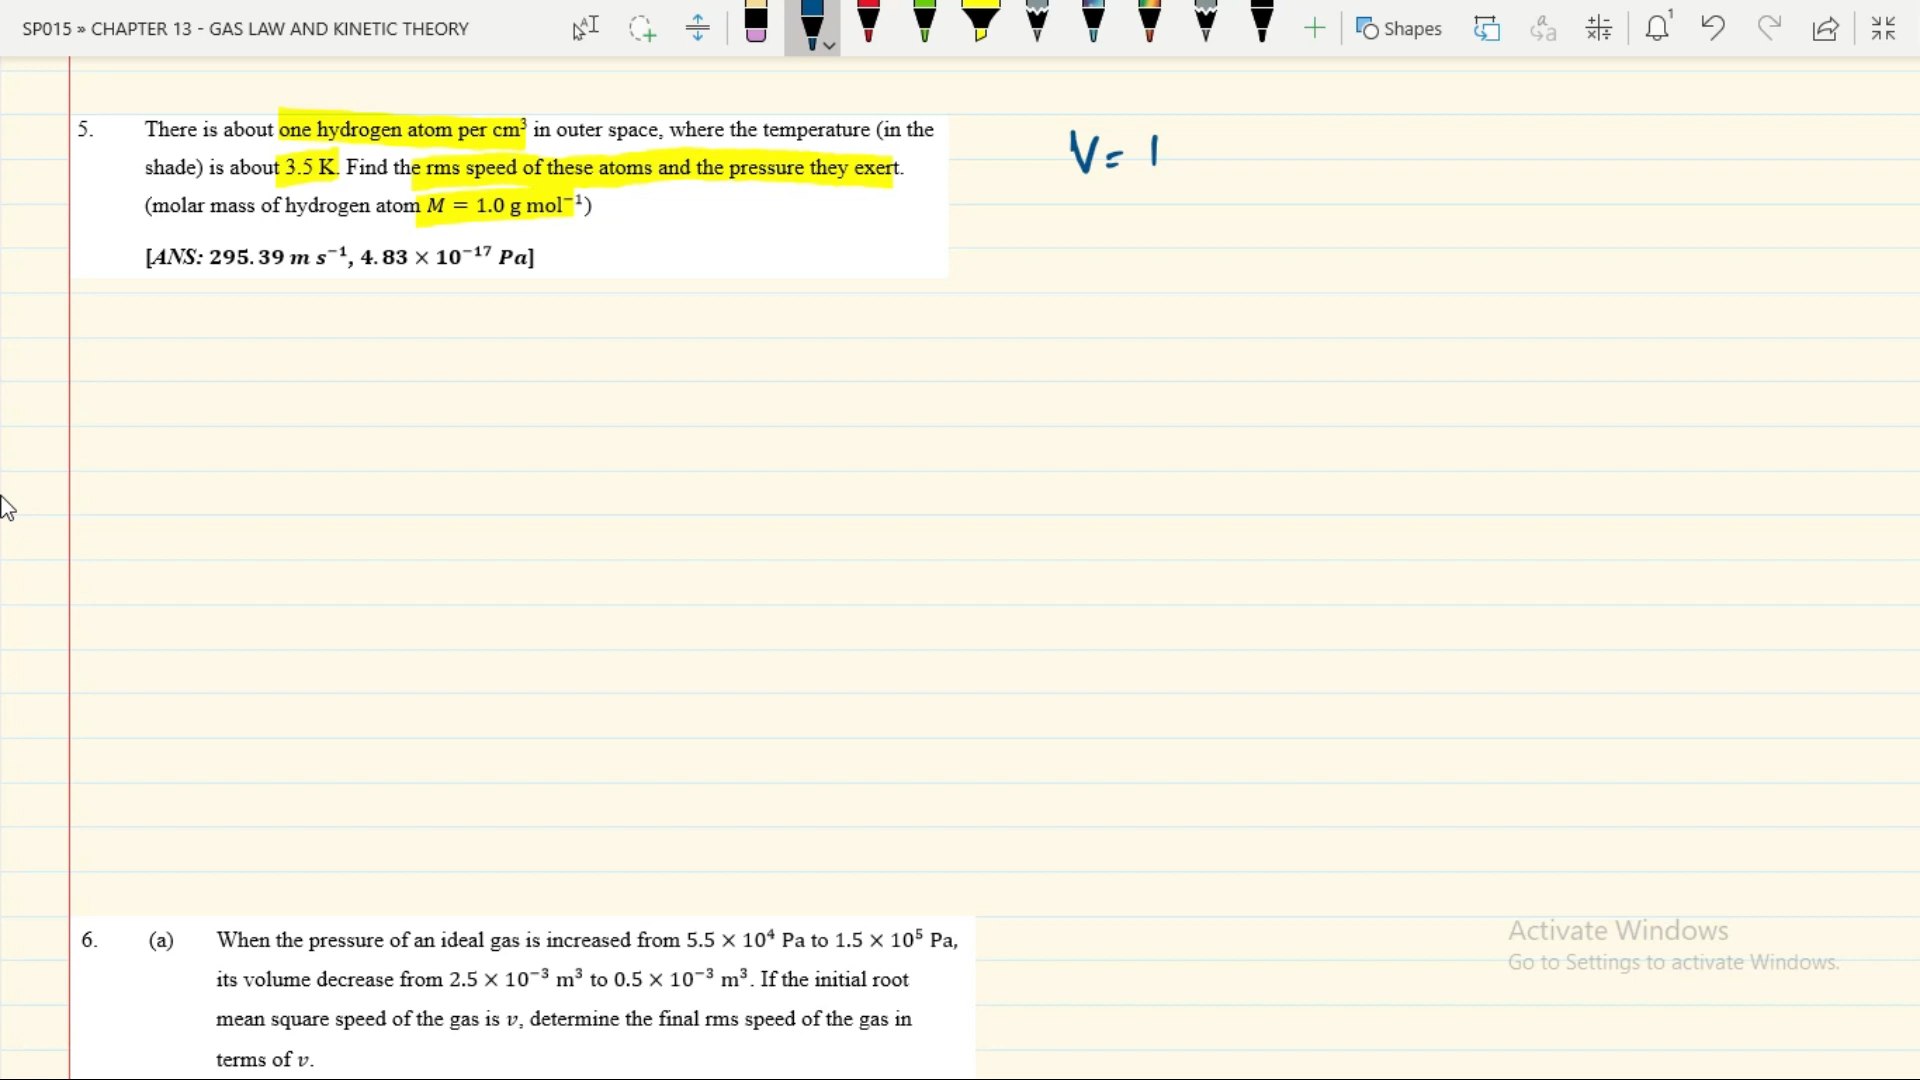 SP015 » CHAPTER 13 - GAS LAW AND KINETIC THEORY
Shapes
1
5. There is about one hydrogen atom per cm³ in outer space, where the temperature (in the
shade) is about 3.5 K. Find the rms speed of these atoms and the pressure they exert.
(molar mass of hydrogen atom M = 1.0 g mol⁻¹)
[ANS: 295.39 m s⁻¹, 4.83 × 10⁻¹⁷ Pa]
V = 1
6. (a) When the pressure of an ideal gas is increased from 5.5 × 10⁴ Pa to 1.5 × 10⁵ Pa,
its volume decrease from 2.5 × 10⁻³ m³ to 0.5 × 10⁻³ m³. If the initial root
mean square speed of the gas is v, determine the final rms speed of the gas in
terms of v.
Activate Windows
Go to Settings to activate Windows.